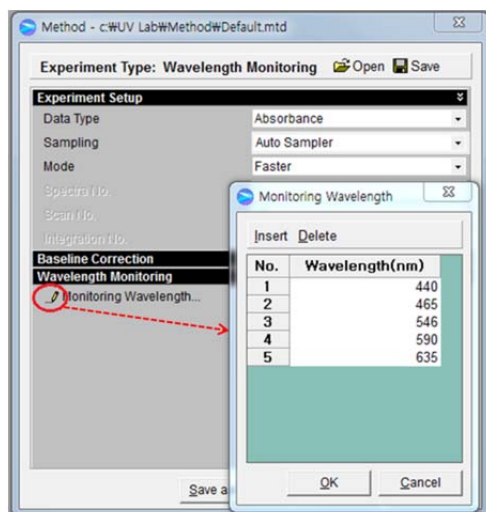 Method - c:₩UV Lab₩Method₩Default.mtd
Experiment Type: Wavelength Monitoring Open Save
Experiment Setup
Data Type Absorbance
Sampling Auto Sampler
Mode Faster
Spectra No.
Scan No.
Integration No.
Baseline Correction
Wavelength Monitoring
Monitoring Wavelength...
Save a
Monitoring Wavelength
Insert Delete
No. Wavelength(nm)
1 440
2 465
3 546
4 590
5 635
OK Cancel